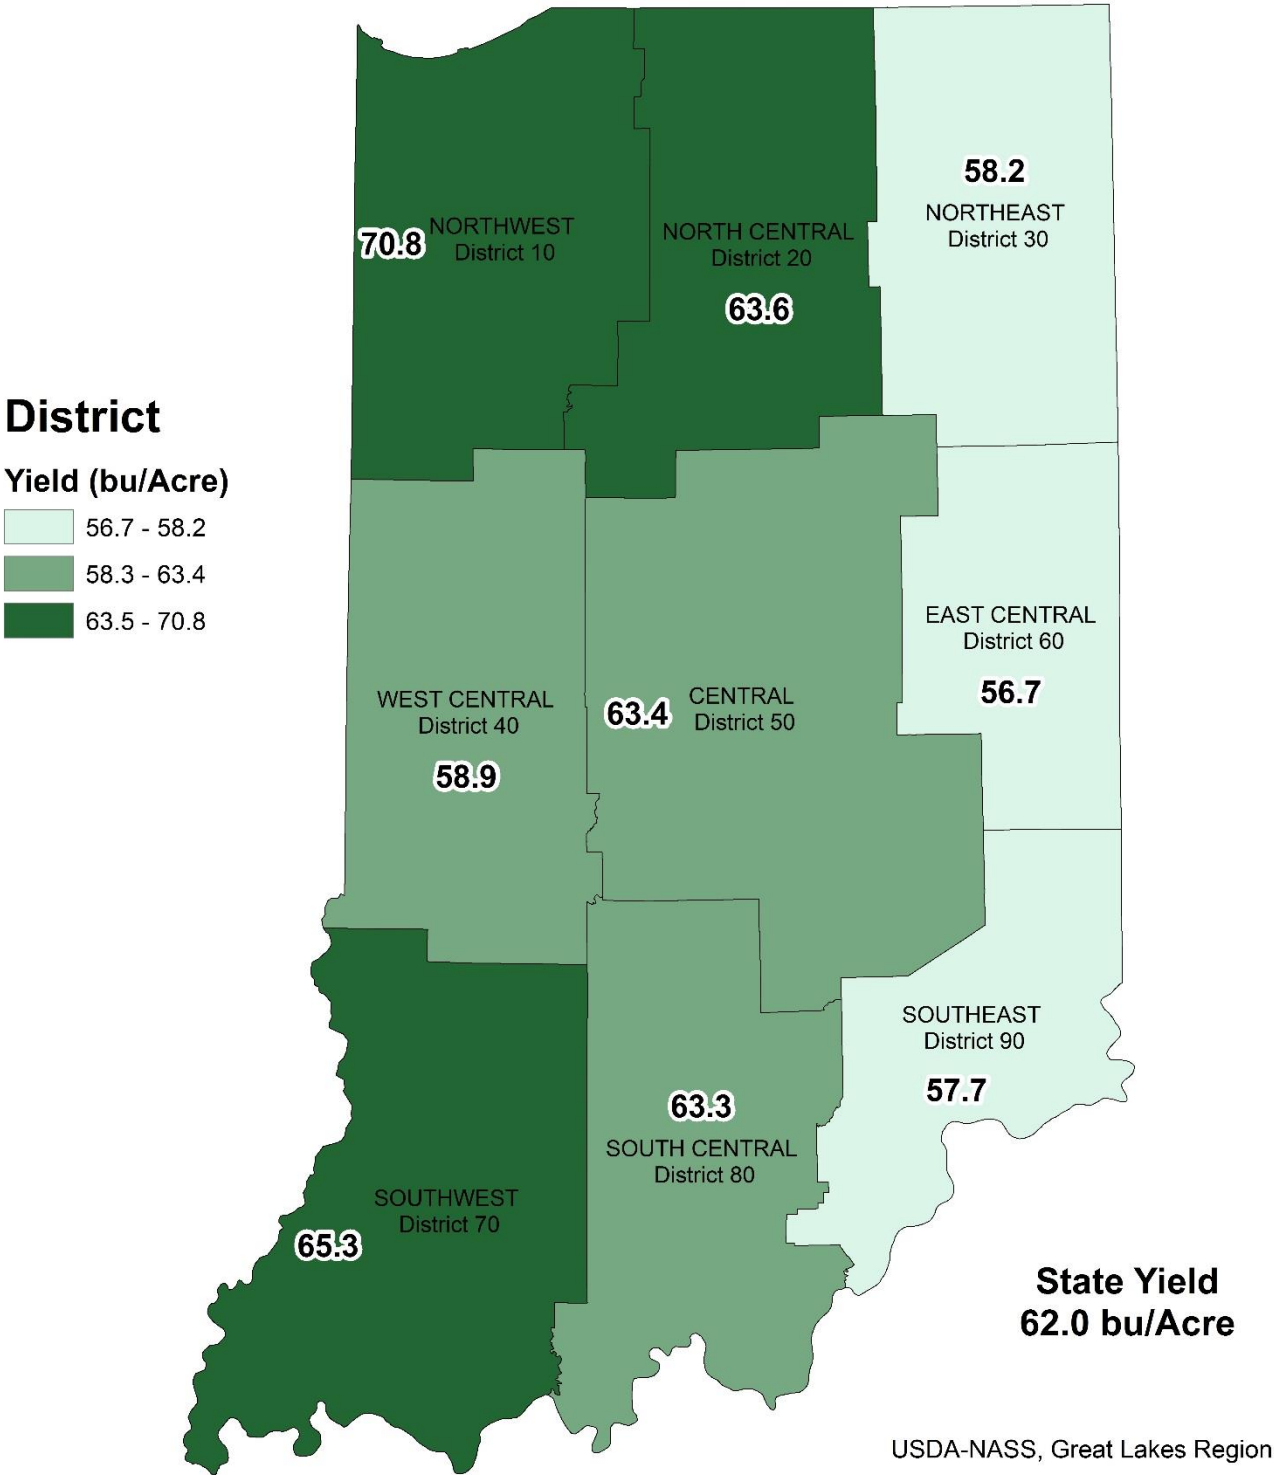 58.2
NORTHEAST
District 30
70.8
NORTHWEST
District 10
NORTH CENTRAL
District 20
63.6
District
Yield (bu/Acre)
56.7 - 58.2
58.3 - 63.4
63.5 - 70.8
EAST CENTRAL
District 60
56.7
WEST CENTRAL
District 40
58.9
63.4
CENTRAL
District 50
SOUTHEAST
District 90
57.7
63.3
SOUTH CENTRAL
District 80
SOUTHWEST
District 70
65.3
State Yield
62.0 bu/Acre
USDA-NASS, Great Lakes Region